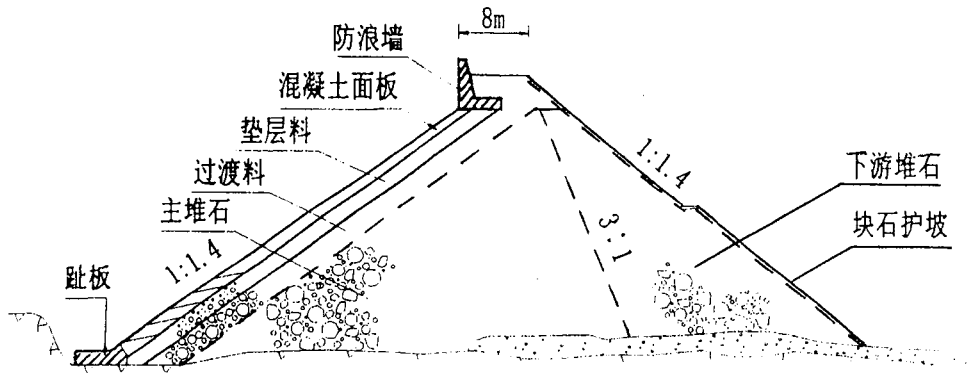 8m
防浪墙
混凝土面板
垫层料
过渡料
主堆石
趾板
1:1.4
1:1.4
3:1
下游堆石
块石护坡